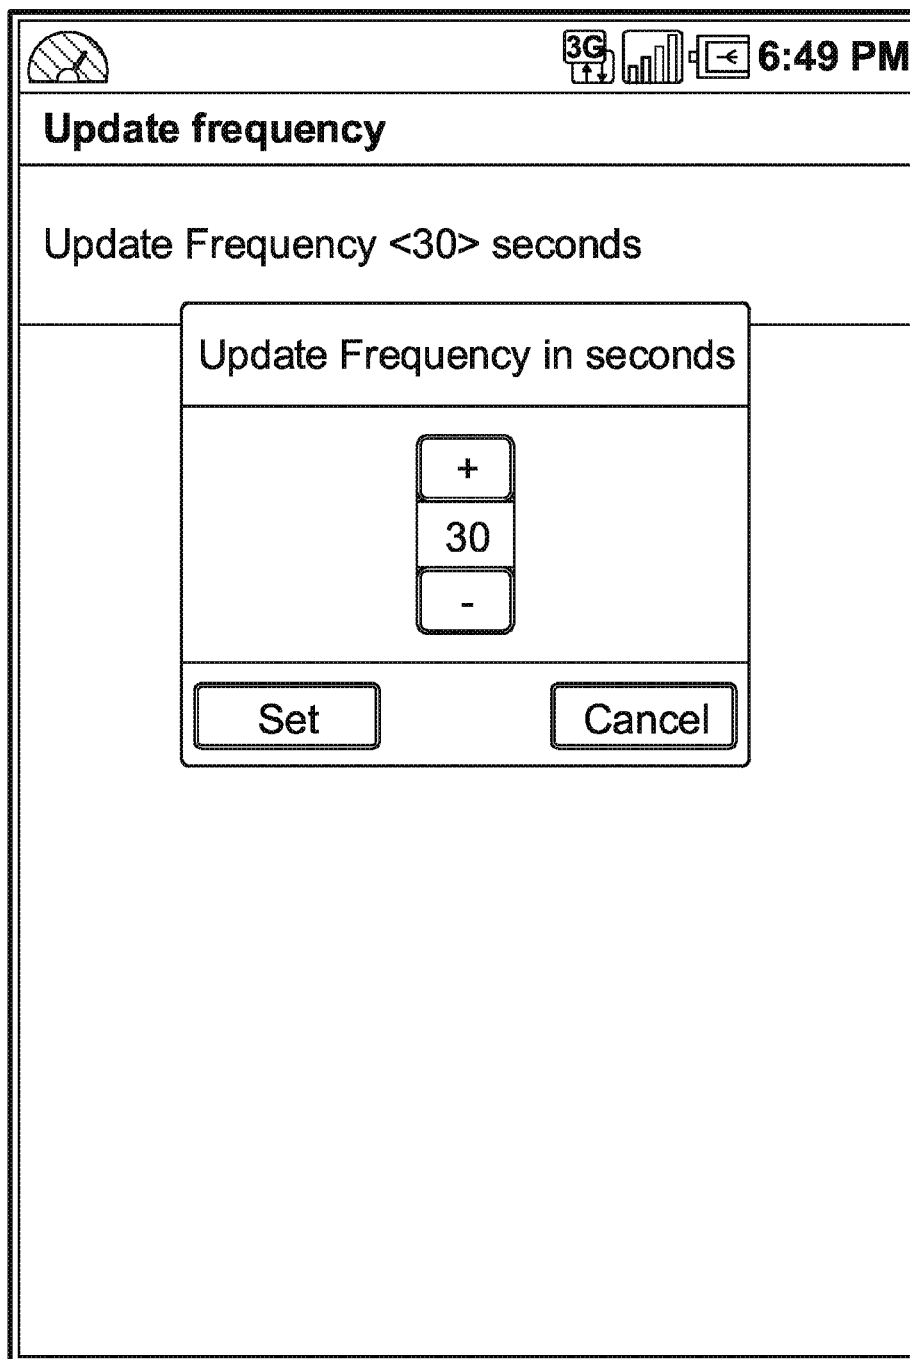 3G 6:49 PM
Update frequency
Update Frequency <30> seconds
Update Frequency in seconds
+
30
-
Set Cancel